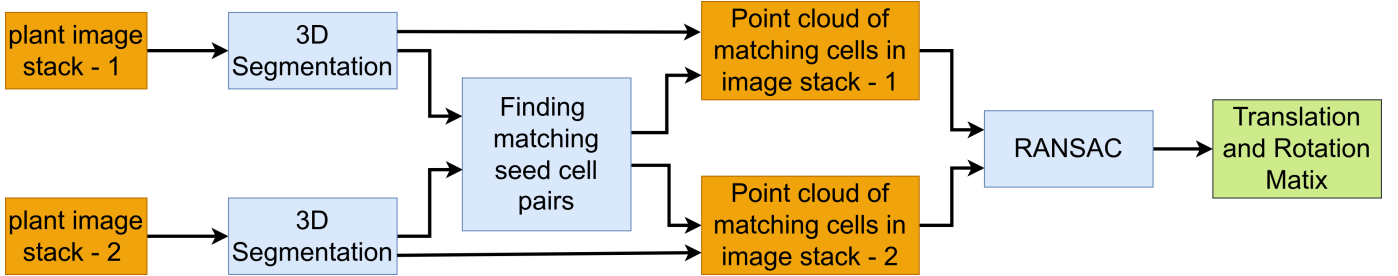 plant image
stack - 1
3D
Segmentation
Finding
matching
seed cell
pairs
Point cloud of
matching cells in
image stack - 1
RANSAC
Translation
and Rotation
Matix
plant image
stack - 2
3D
Segmentation
Point cloud of
matching cells in
image stack - 2